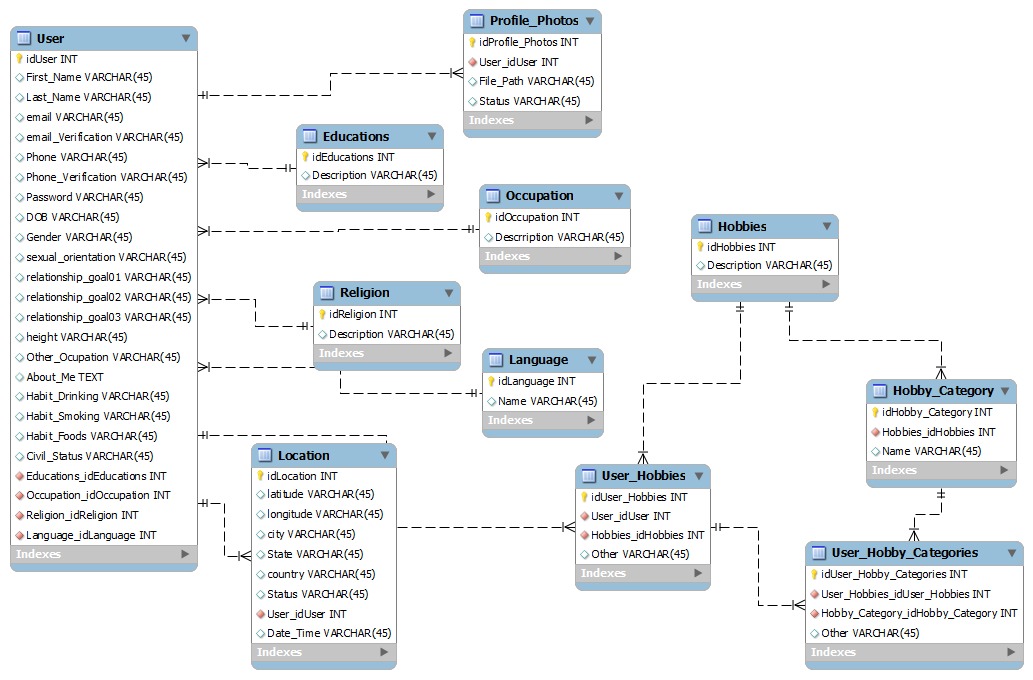 User
idUser INT
First_Name VARCHAR(45)
Last_Name VARCHAR(45)
email VARCHAR(45)
email_Verification VARCHAR(45)
Phone VARCHAR(45)
Phone_Verification VARCHAR(45)
Password VARCHAR(45)
DOB VARCHAR(45)
Gender VARCHAR(45)
sexual_orientation VARCHAR(45)
relationship_goal01 VARCHAR(45)
relationship_goal02 VARCHAR(45)
relationship_goal03 VARCHAR(45)
height VARCHAR(45)
Other_Ocupation VARCHAR(45)
About_Me TEXT
Habit_Drinking VARCHAR(45)
Habit_Smoking VARCHAR(45)
Habit_Foods VARCHAR(45)
Civil_Status VARCHAR(45)
Educations_idEducations INT
Occupation_idOccupation INT
Religion_idReligion INT
Language_idLanguage INT
Indexes
Profile_Photos
idProfile_Photos INT
User_idUser INT
File_Path VARCHAR(45)
Status VARCHAR(45)
Indexes
Educations
idEducations INT
Description VARCHAR(45)
Indexes
Occupation
idOccupation INT
Descrription VARCHAR(45)
Indexes
Religion
idReligion INT
Description VARCHAR(45)
Indexes
Language
idLanguage INT
Name VARCHAR(45)
Indexes
Location
idLocation INT
latitude VARCHAR(45)
longitude VARCHAR(45)
city VARCHAR(45)
State VARCHAR(45)
country VARCHAR(45)
Status VARCHAR(45)
User_idUser INT
Date_Time VARCHAR(45)
Indexes
Hobbies
idHobbies INT
Description VARCHAR(45)
Indexes
Hobby_Category
idHobby_Category INT
Hobbies_idHobbies INT
Name VARCHAR(45)
Indexes
User_Hobbies
idUser_Hobbies INT
User_idUser INT
Hobbies_idHobbies INT
Other VARCHAR(45)
Indexes
User_Hobby_Categories
idUser_Hobby_Categories INT
User_Hobbies_idUser_Hobbies INT
Hobby_Category_idHobby_Category INT
Other VARCHAR(45)
Indexes